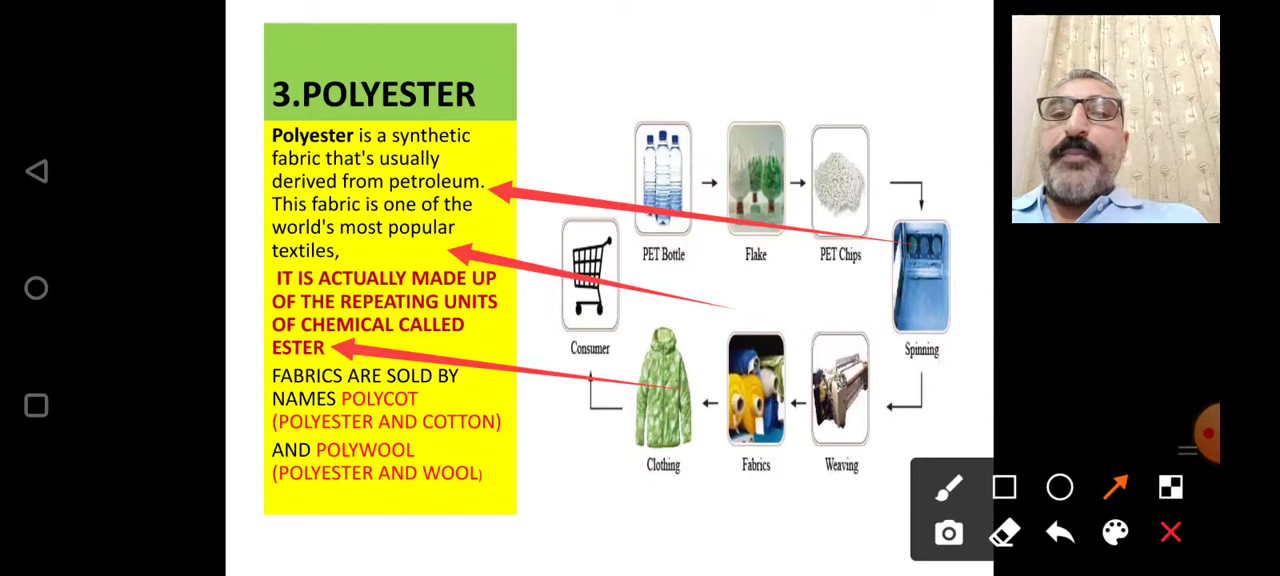 3.POLYESTER
Polyester is a synthetic
fabric that's usually
derived from petroleum.
This fabric is one of the
world's most popular
textiles,
IT IS ACTUALLY MADE UP
OF THE REPEATING UNITS
OF CHEMICAL CALLED
ESTER
FABRICS ARE SOLD BY
NAMES POLYCOT
(POLYESTER AND COTTON)
AND POLYWOOL
(POLYESTER AND WOOL)
PET Bottle
Flake
PET Chips
Consumer
Spinning
Clothing
Fabrics
Weaving